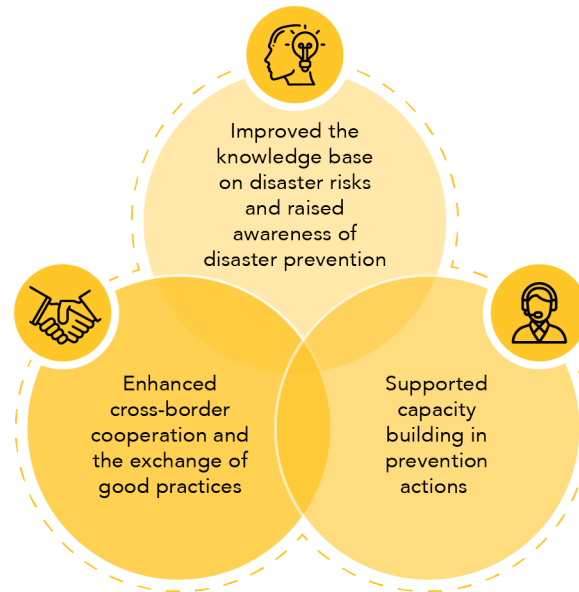 Improved the
knowledge base
on disaster risks
and raised
awareness of
disaster prevention
Enhanced
cross-border
cooperation and
the exchange of
good practices
Supported
capacity
building in
prevention
actions